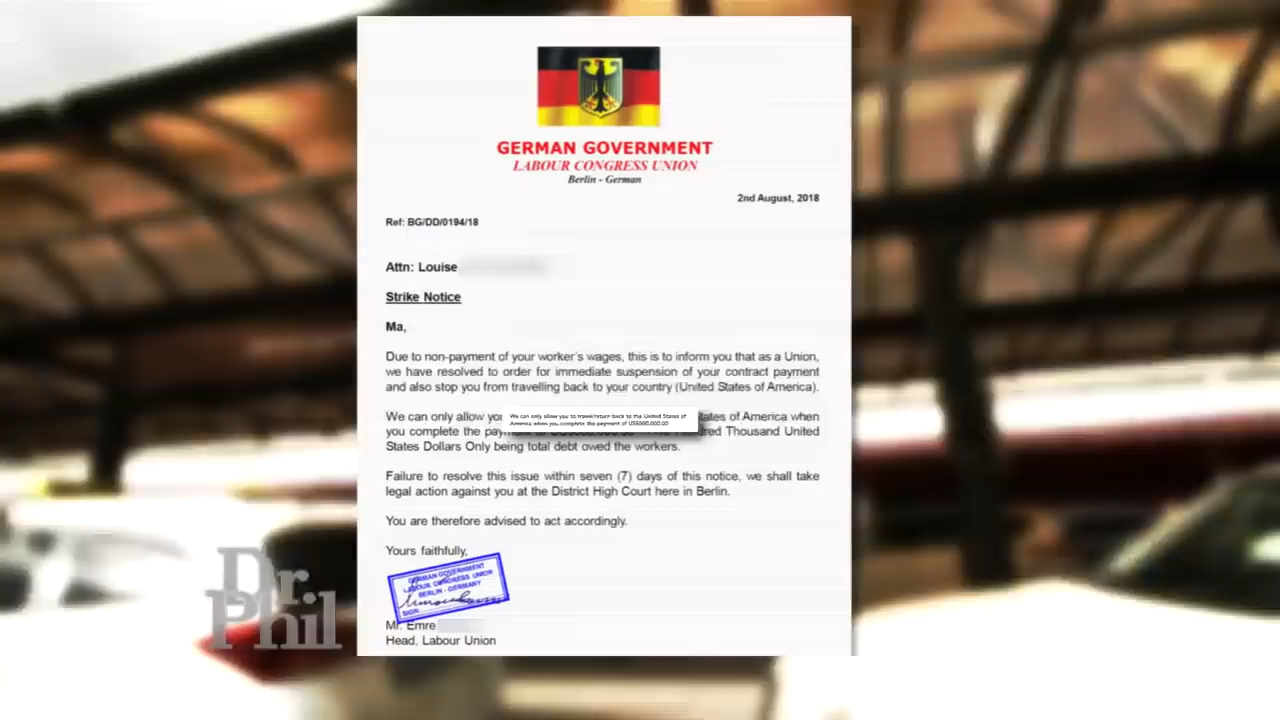 GERMAN GOVERNMENT
LABOUR CONGRESS UNION
Berlin - German
2nd August, 2018
Ref: BG/DD/0194/18
Attn: Louise
Strike Notice
Ma,
Due to non-payment of your worker's wages, this is to inform you that as a Union,
we have resolved to order for immediate suspension of your contract payment
and also stop you from travelling back to your country (United States of America).
We can only allow you
We can only allow you to travel/return back to the United States of
America when you complete the payment of US$500,000.00
of America when
you complete the Thousand United
States Dollars Only being total debt owed the workers.
Failure to resolve this issue within seven (7) days of this notice, we shall take
legal action against you at the District High Court here in Berlin.
You are therefore advised to act accordingly.
Yours faithfully,
GERMAN GOVERNMENT
LABOUR CONGRESS UNION
BERLIN - GERMANY
SIGN
Mr. Emre
Head, Labour Union
Dr.
Phil